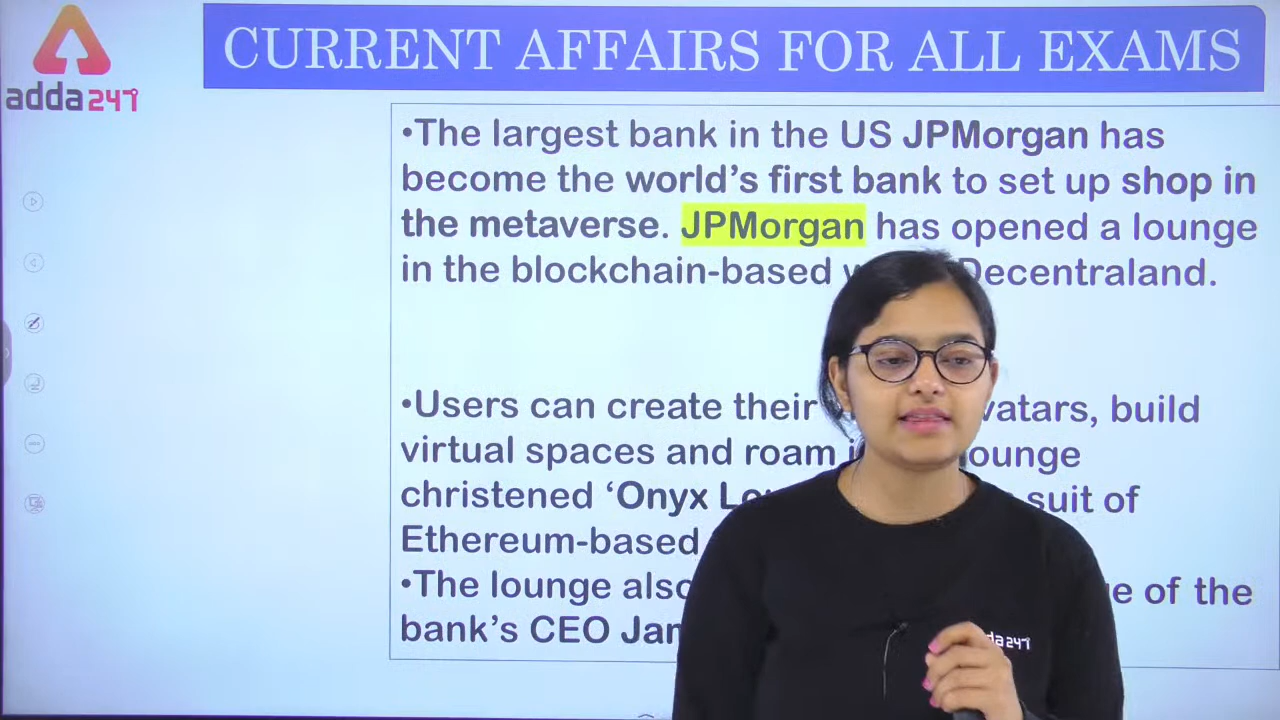 CURRENT AFFAIRS FOR ALL EXAMS
adda247
•The largest bank in the US JPMorgan has
become the world's first bank to set up shop in
the metaverse. JPMorgan has opened a lounge
in the blockchain-based Decentraland.
•Users can create their vatars, build
virtual spaces and roam ounge
christened ‘Onyx suit of
Ethereum-based
•The lounge also e of the
bank's CEO
da247